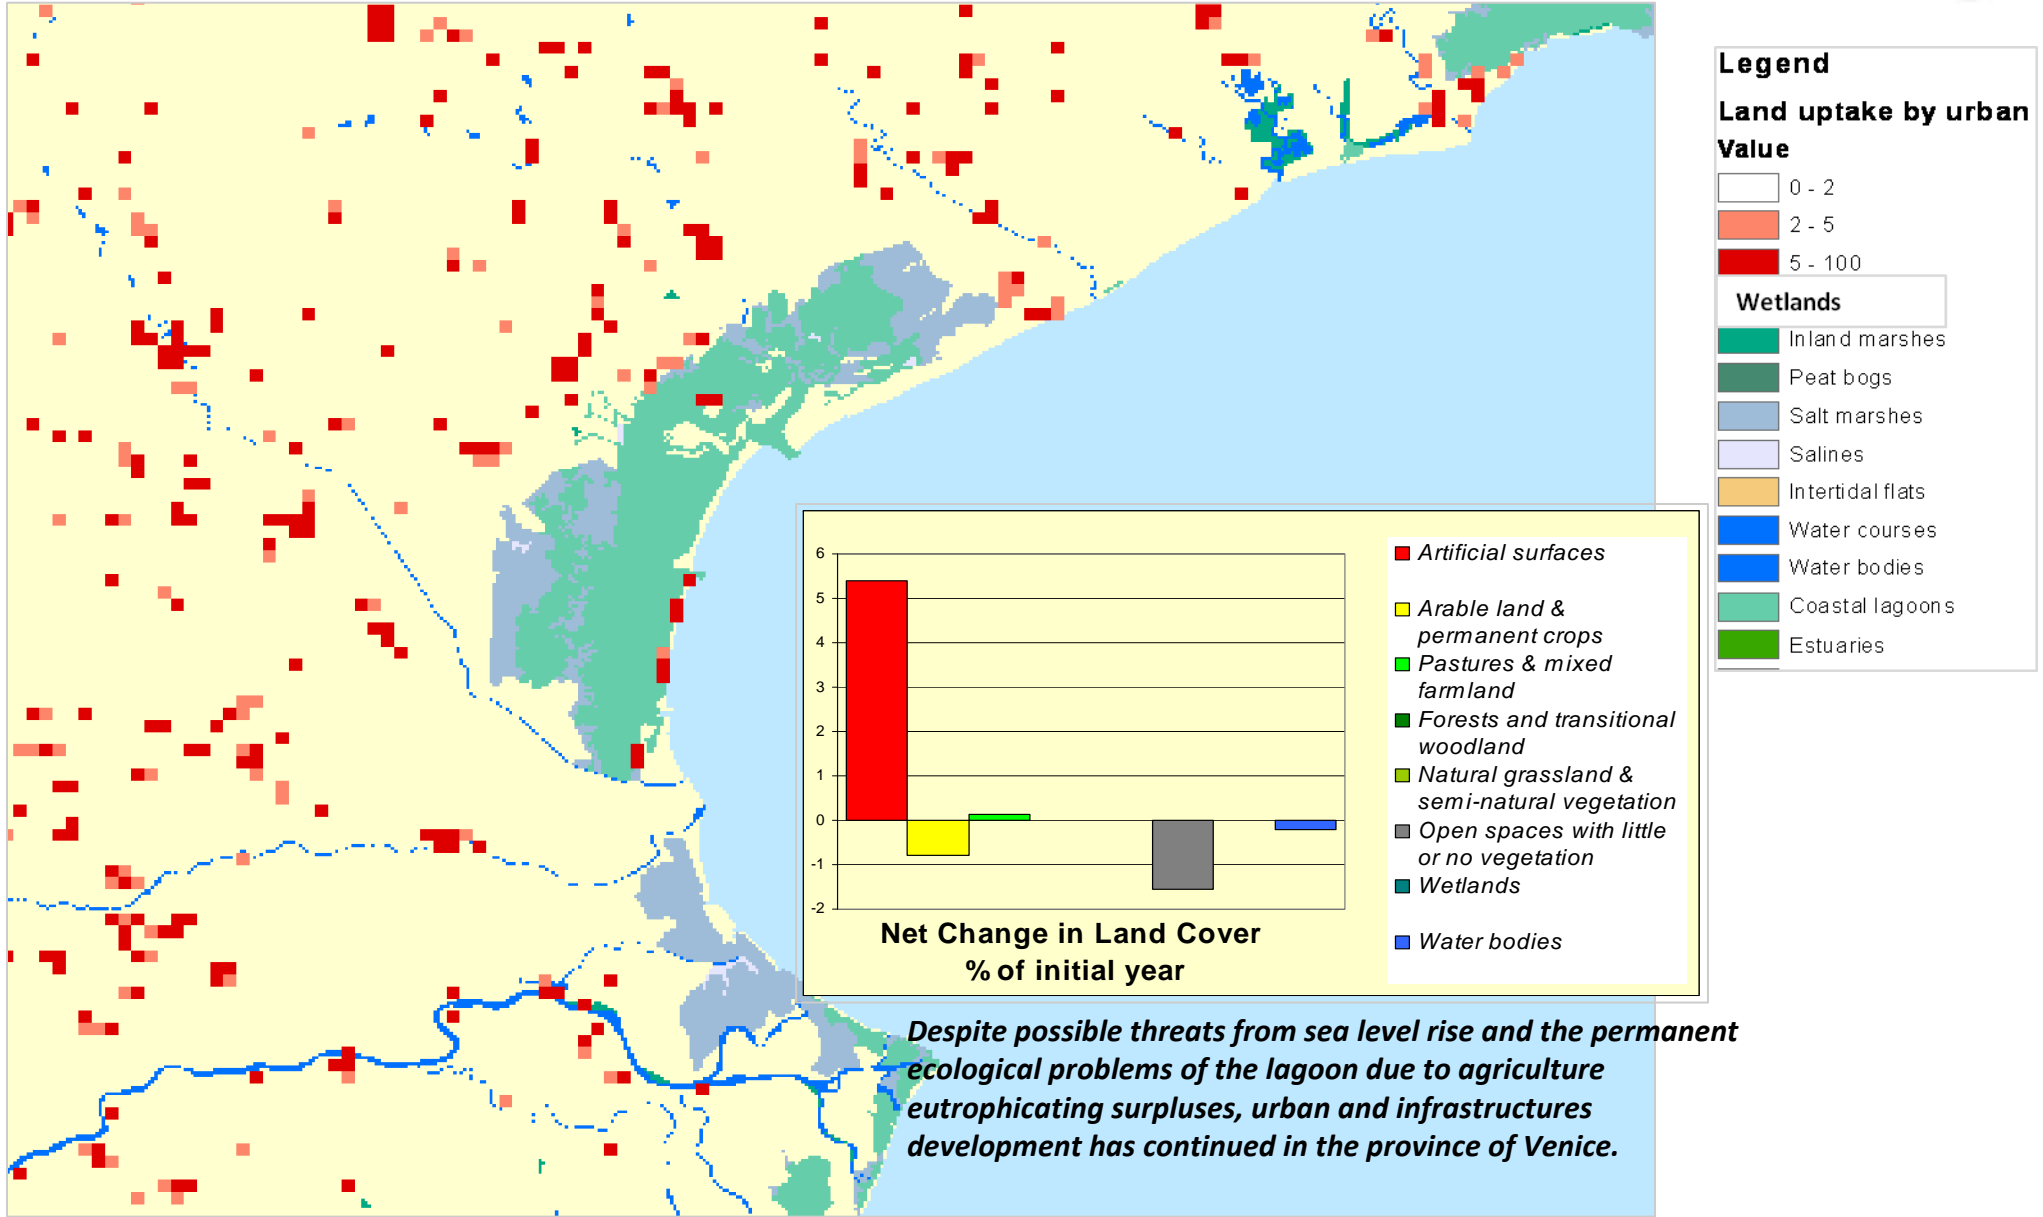 Legend
Land uptake by urban
Value
0 - 2
2 - 5
5 - 100
Wetlands
Inland marshes
Peat bogs
Salt marshes
Salines
Intertidal flats
Water courses
Water bodies
Coastal lagoons
Estuaries
6
5
4
3
2
1
0
-1
-2
Net Change in Land Cover
% of initial year
Artificial surfaces
Arable land &
permanent crops
Pastures & mixed
farmland
Forests and transitional
woodland
Natural grassland &
semi-natural vegetation
Open spaces with little
or no vegetation
Wetlands
Water bodies
Despite possible threats from sea level rise and the permanent
ecological problems of the lagoon due to agriculture
eutrophicating surpluses, urban and infrastructures
development has continued in the province of Venice.